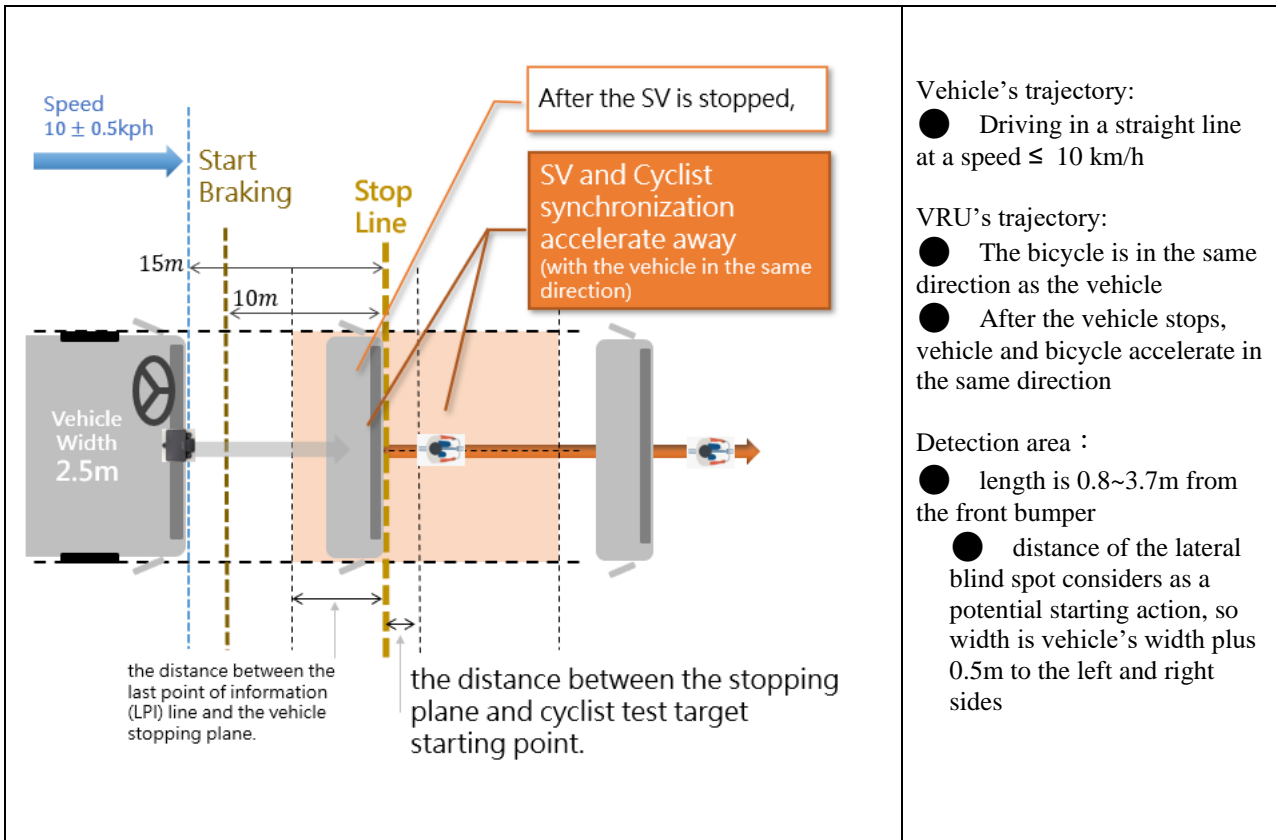 Speed
10 ± 0.5kph
Start
Braking
Stop
Line
After the SV is stopped,
SV and Cyclist
synchronization
accelerate away
(with the vehicle in the same
direction)
15m
10m
Vehicle
Width
2.5m
the distance between the
last point of information
(LPI) line and the vehicle
stopping plane.
the distance between the stopping
plane and cyclist test target
starting point.
Vehicle’s trajectory:
● Driving in a straight line
at a speed ≤ 10 km/h
VRU’s trajectory:
● The bicycle is in the same
direction as the vehicle
● After the vehicle stops,
vehicle and bicycle accelerate in
the same direction
Detection area：
● length is 0.8~3.7m from
the front bumper
● distance of the lateral
blind spot considers as a
potential starting action, so
width is vehicle’s width plus
0.5m to the left and right
sides